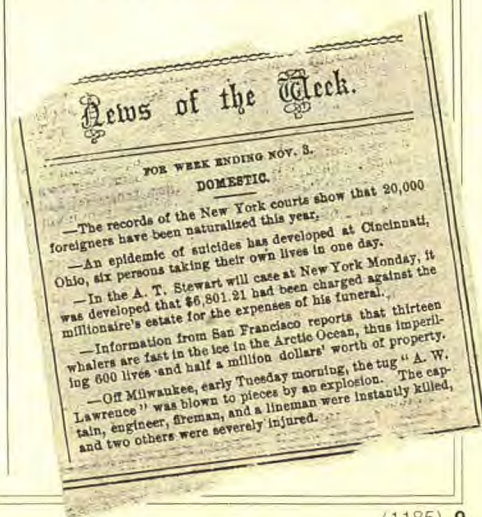 News of the Week.
FOR WEEK ENDING NOV. 3.
DOMESTIC.
—The records of the New York courts show that 20,000
foreigners have been naturalized this year.
—An epidemic of suicides has developed at Cincinnati,
Ohio, six persons taking their own lives in one day.
—In the A. T. Stewart will case at New York Monday, it
was developed that $6,801.21 had been charged against the
millionaire's estate for the expenses of his funeral.
—Information from San Francisco reports that thirteen
whalers are fast in the ice in the Arctic Ocean, thus imperil-
ing 600 lives and half a million dollars' worth of property.
—Off Milwaukee, early Tuesday morning, the tug "A. W.
Lawrence" was blown to pieces by an explosion. The cap-
tain, engineer, fireman, and a lineman were instantly killed,
and two others were severely injured.
(1185) 9